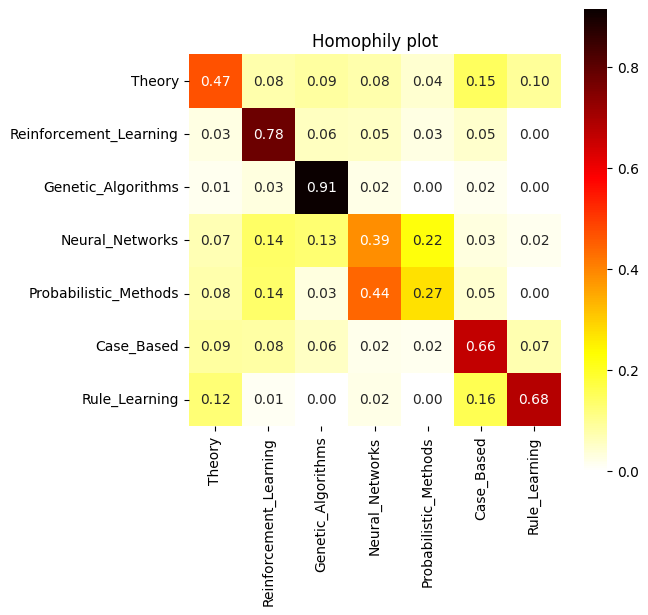 Homophily plot
Theory 0.47 0.08 0.09 0.08 0.04 0.15 0.10
Reinforcement_Learning 0.03 0.78 0.06 0.05 0.03 0.05 0.00
Genetic_Algorithms 0.01 0.03 0.91 0.02 0.00 0.02 0.00
Neural_Networks 0.07 0.14 0.13 0.39 0.22 0.03 0.02
Probabilistic_Methods 0.08 0.14 0.03 0.44 0.27 0.05 0.00
Case_Based 0.09 0.08 0.06 0.02 0.02 0.66 0.07
Rule_Learning 0.12 0.01 0.00 0.02 0.00 0.16 0.68
Theory
Reinforcement_Learning
Genetic_Algorithms
Neural_Networks
Probabilistic_Methods
Case_Based
Rule_Learning
0.8
0.6
0.4
0.2
0.0